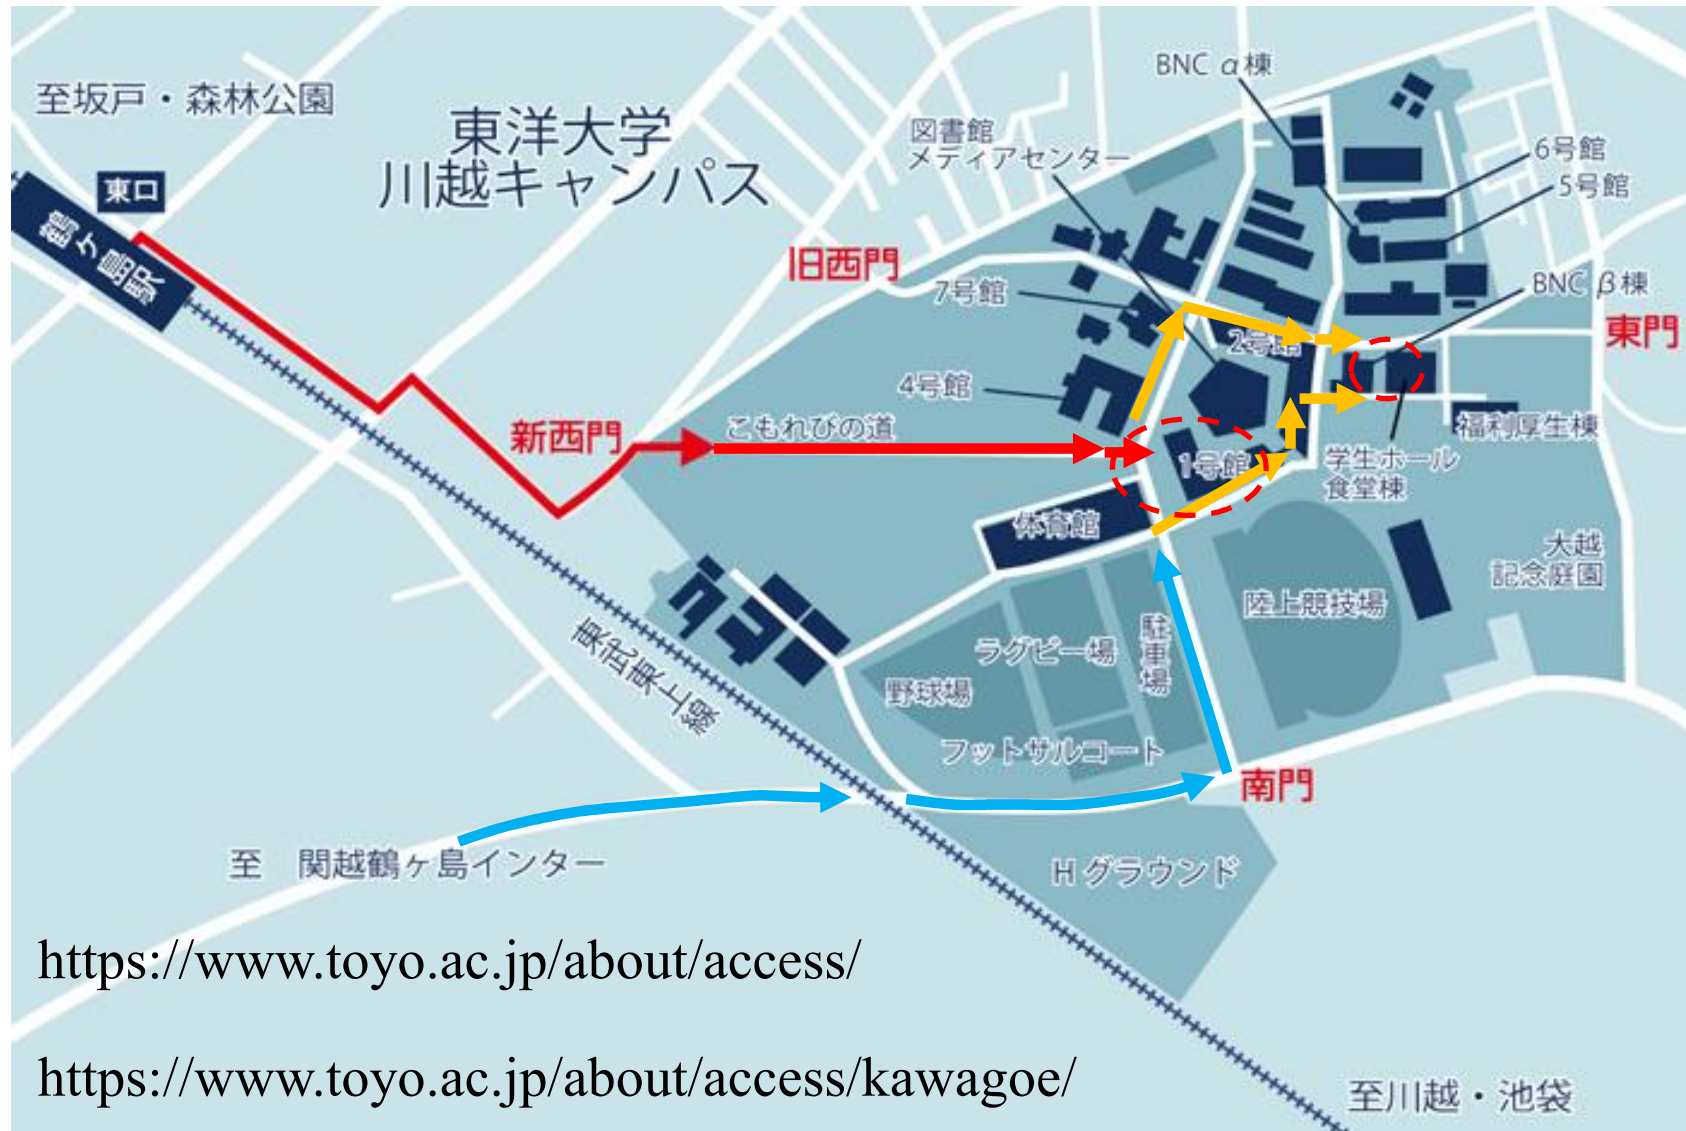 BNC α棟
至坂戸・森林公園
東洋大学
川越キャンパス
図書館
メディアセンター
6号館
5号館
東口
鶴ヶ島駅
旧西門
7号館
BNC β棟
東門
2号館
4号館
新西門
こもれびの道
福利厚生棟
1号館
学生ホール
食堂棟
体育館
大越
記念庭園
陸上競技場
駐車場
ラグビー場
野球場
東武東上線
フットサルコート
南門
至 関越鶴ヶ島インター
H グラウンド
https://www.toyo.ac.jp/about/access/
https://www.toyo.ac.jp/about/access/kawagoe/
至川越・池袋